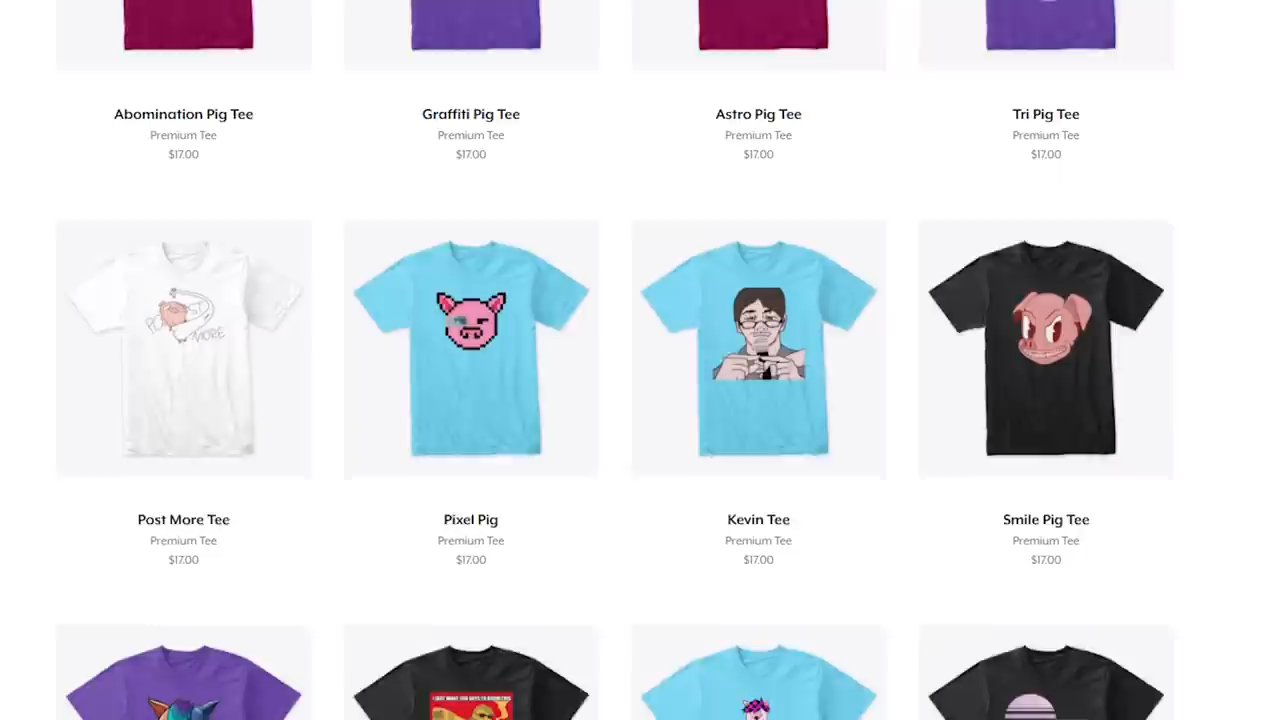 Abomination Pig Tee
Premium Tee
$17.00
Graffiti Pig Tee
Premium Tee
$17.00
Astro Pig Tee
Premium Tee
$17.00
Tri Pig Tee
Premium Tee
$17.00
POST
MORE
Post More Tee
Premium Tee
$17.00
Pixel Pig
Premium Tee
$17.00
Kevin Tee
Premium Tee
$17.00
Smile Pig Tee
Premium Tee
$17.00